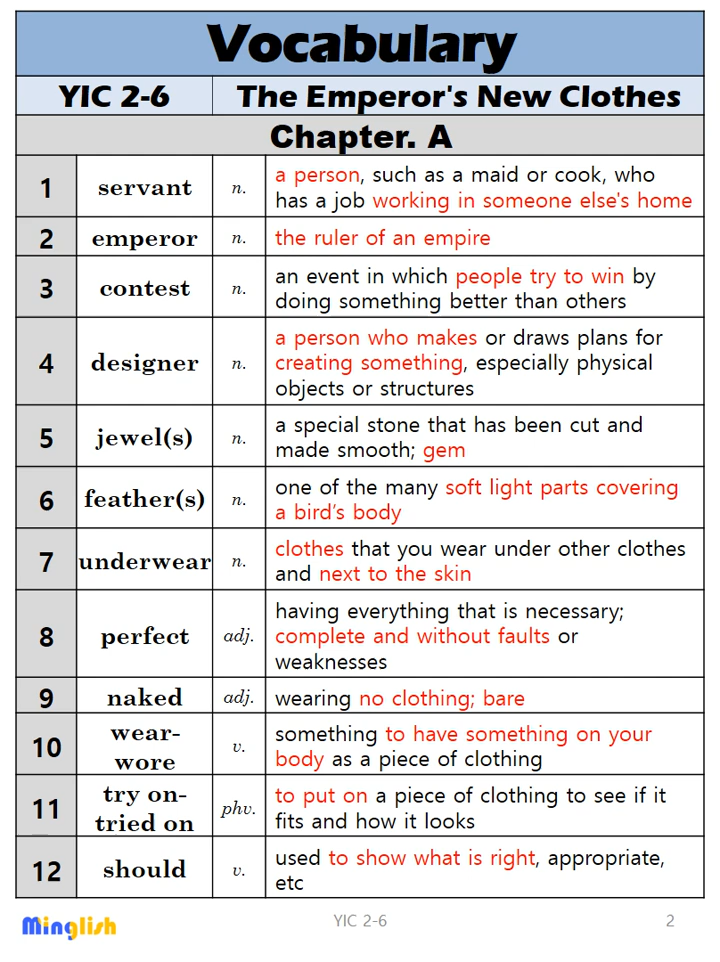 Vocabulary
YIC 2-6 The Emperor's New Clothes
Chapter. A
1 servant n. a person, such as a maid or cook, who
has a job working in someone else's home
2 emperor n. the ruler of an empire
3 contest n. an event in which people try to win by
doing something better than others
4 designer n. a person who makes or draws plans for
creating something, especially physical
objects or structures
5 jewel(s) n. a special stone that has been cut and
made smooth; gem
6 feather(s) n. one of the many soft light parts covering
a bird's body
7 underwear n. clothes that you wear under other clothes
and next to the skin
8 perfect adj. having everything that is necessary;
complete and without faults or
weaknesses
9 naked adj. wearing no clothing; bare
10 wear-
wore v. something to have something on your
body as a piece of clothing
11 try on-
tried on phv. to put on a piece of clothing to see if it
fits and how it looks
12 should v. used to show what is right, appropriate,
etc
Minglish YIC 2-6 2